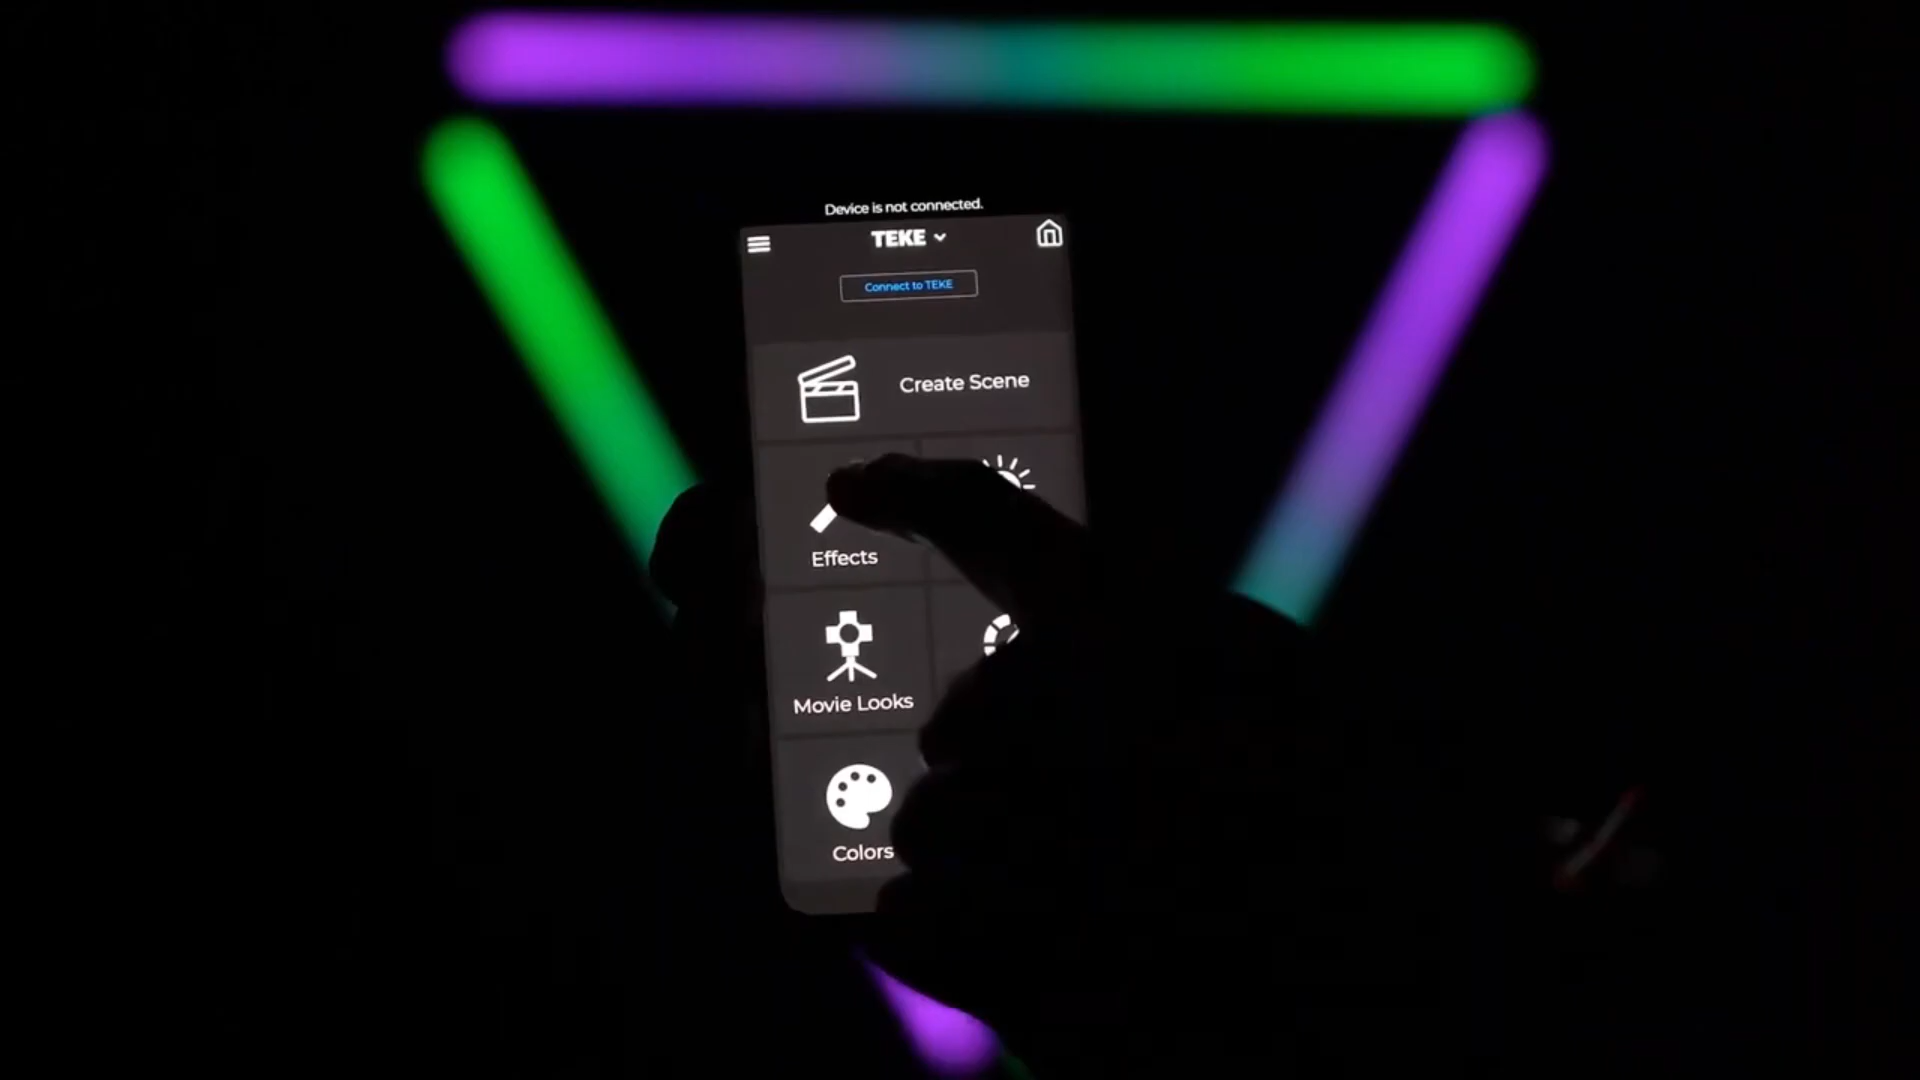 Device is not connected.
TEKE
Connect to TEKE
Create Scene
Effects
Movie Looks
Colors